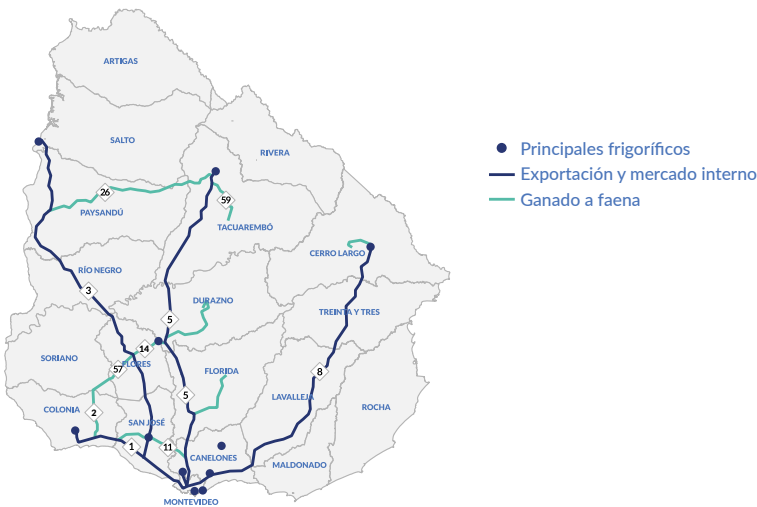 ARTIGAS
SALTO
RIVERA
Principales frigoríficos
Exportación y mercado interno
Ganado a faena
26
59
PAYSANDÚ
TACUAREMBÓ
CERRO LARGO
RÍO NEGRO
3
DURAZNO
5
TREINTA Y TRES
14
SORIANO
57
FLORES
FLORIDA
8
5
LAVALLEJA
COLONIA
2
ROCHA
SAN JOSÉ
1
11
CANELONES
MALDONADO
MONTEVIDEO